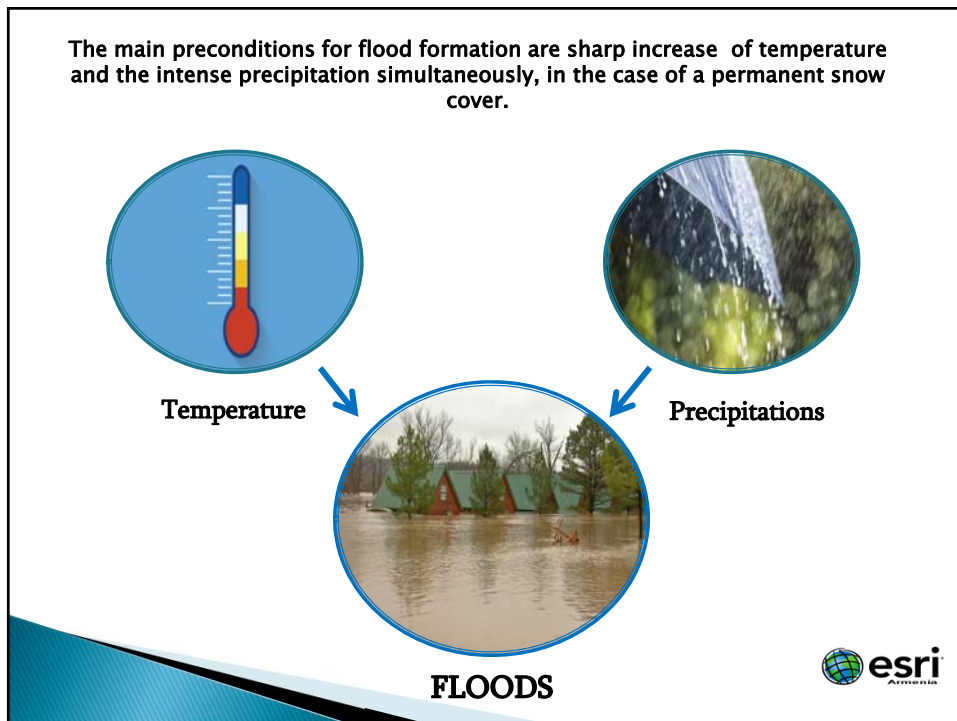 The main preconditions for flood formation are sharp increase  of temperature
and the intense precipitation simultaneously, in the case of a permanent snow
cover.
Temperature
Precipitations
FLOODS
esri
Armenia